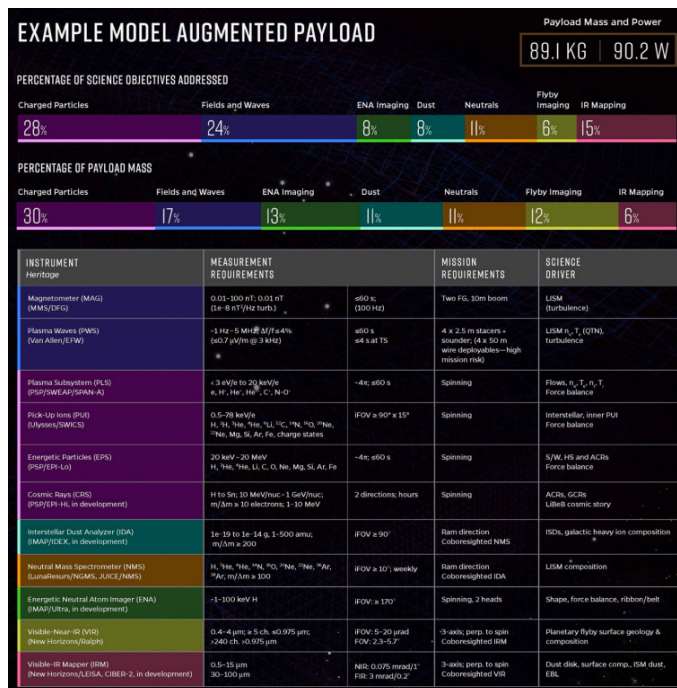 EXAMPLE MODEL AUGMENTED PAYLOAD
Payload Mass and Power
89.1 KG | 90.2 W
PERCENTAGE OF SCIENCE OBJECTIVES ADDRESSED
Charged Particles Fields and Waves ENA Imaging Dust Neutrals Flyby Imaging IR Mapping
28% 24% 8% 8% 11% 6% 15%
PERCENTAGE OF PAYLOAD MASS
Charged Particles Fields and Waves ENA Imaging Dust Neutrals Flyby Imaging IR Mapping
30% 17% 13% 11% 11% 12% 6%
INSTRUMENT MEASUREMENT MISSION SCIENCE
Heritage REQUIREMENTS REQUIREMENTS DRIVER
Magnetometer (MAG) 0.01-100 nT; 0.01 nT ≤60 s; Two FG, 10m boom LISM
(MMS/DFG) (1e-8 nT²/Hz turb.) (100 Hz) (turbulence)
Plasma Waves (PWS) ~1 Hz-5 MHz; Δf/f≤4% ≤60 s 4 x 2.5 m stacers + LISM nₑ, Tₑ (QTN),
(Van Allen/EFW) (≤0.7 μV/m @ 3 kHz) ≤4 s at TS sounder; (4 x 50 m turbulence
wire deployables—high
mission risk)
Plasma Subsystem (PLS) <3 eV/e to 20 keV/e ~4π; ≤60 s Spinning Flows, nₑ, Tₑ, nᵢ, Tᵢ
(PSP/SWEAP/SPAN-A) e, H⁺, He⁺, He⁺⁺, C⁺, N-O⁺ Force balance
Pick-Up Ions (PUI) 0.5-78 keV/e iFOV ≥ 90° x 15° Spinning Interstellar, inner PUI
(Ulysses/SWICS) H, ²H, ³He, ⁴He, ⁶Li, ¹²C, ¹⁴N, ¹⁶O, ²⁰Ne, Force balance
²²Ne, Mg, Si, Ar, Fe, charge states
Energetic Particles (EPS) 20 keV-20 MeV ~4π; ≤60 s Spinning S/W, HS and ACRs
(PSP/EPI-Lo) H, ³He, ⁴He, Li, C, O, Ne, Mg, Si, Ar, Fe Force balance
Cosmic Rays (CRS) H to Sn; 10 MeV/nuc-1 GeV/nuc; 2 directions; hours Spinning ACRs, GCRs
(PSP/EPI-Hi, in development) m/Δm ≥ 10 electrons; 1-10 MeV LiBeB cosmic story
Interstellar Dust Analyzer (IDA) 1e-19 to 1e-14 g, 1-500 amu; iFOV ≥ 90° Ram direction ISDs, galactic heavy ion composition
(IMAP/IDEX, in development) m/Δm ≥ 200 Coboresighted NMS
Neutral Mass Spectrometer (NMS) H, ³He, ⁴He, ¹⁴N, ¹⁶O, ²⁰Ne, ²²Ne, ³⁶Ar, iFOV ≥ 10°; weekly Ram direction LISM composition
(LunaResurs/NGMS, JUICE/NMS) ³⁸Ar, m/Δm ≥ 100 Coboresighted IDA
Energetic Neutral Atom Imager (ENA) ~1-100 keV H iFOV: ≥ 170° Spinning, 2 heads Shape, force balance, ribbon/belt
(IMAP/Ultra, in development)
Visible-Near-IR (VIR) 0.4-4 μm; ≥ 5 ch. ≤0.975 μm; iFOV: 5-20 μrad 3-axis; perp. to spin Planetary flyby surface geology &
(New Horizons/Ralph) >240 ch. >0.975 μm FOV: 2.3-5.7° Coboresighted IRM composition
Visible-IR Mapper (IRM) 0.5-15 μm NIR: 0.075 mrad/1° 3-axis; perp. to spin Dust disk, surface comp., ISM dust,
(New Horizons/LEISA, CIBER-2, in development) 30-100 μm FIR: 3 mrad/0.2° Coboresighted VIR EBL